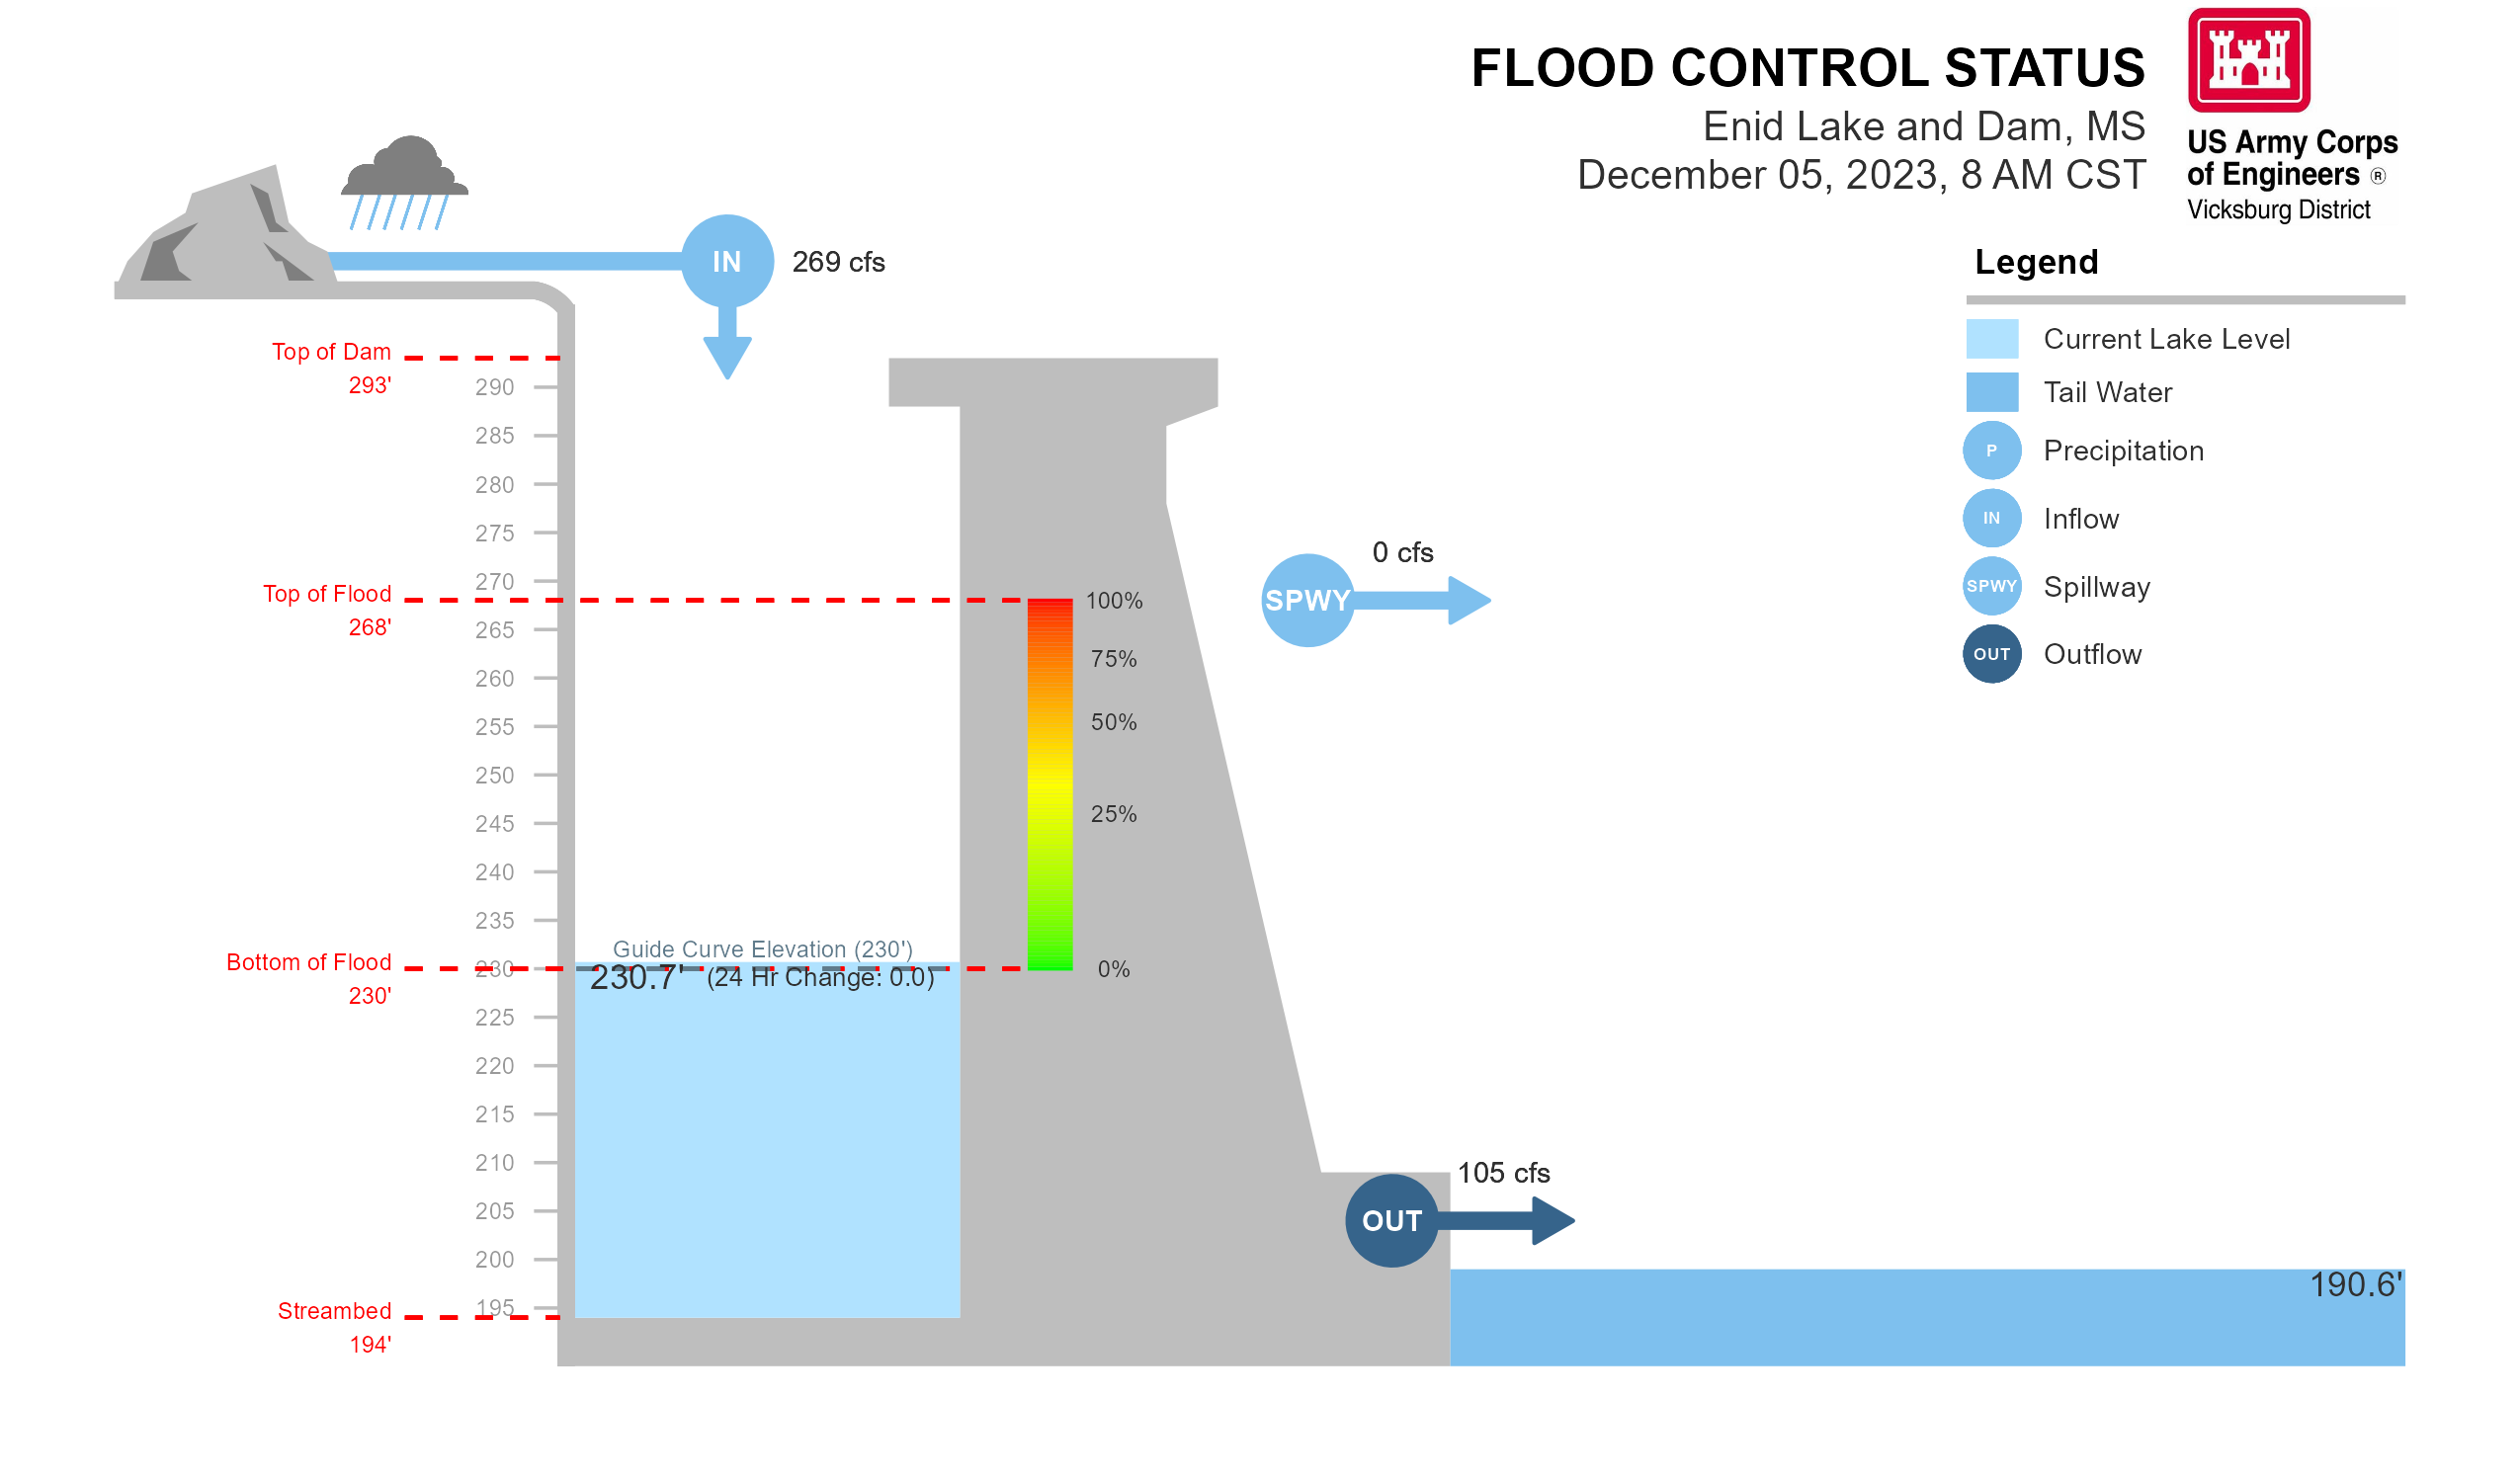 FLOOD CONTROL STATUS
Enid Lake and Dam, MS
December 05, 2023, 8 AM CST
US Army Corps
of Engineers ®
Vicksburg District
Legend
Current Lake Level
Tail Water
P Precipitation
IN Inflow
SPWY Spillway
OUT Outflow
IN 269 cfs
Top of Dam
293'
290
285
280
275
270
Top of Flood
268'
265
260
255
250
245
240
235
Bottom of Flood
230
230'
225
220
215
210
205
200
195
Streambed
194'
100%
75%
50%
25%
0%
Guide Curve Elevation (230')
230.7' (24 Hr Change: 0.0)
0 cfs
SPWY
105 cfs
OUT
190.6'